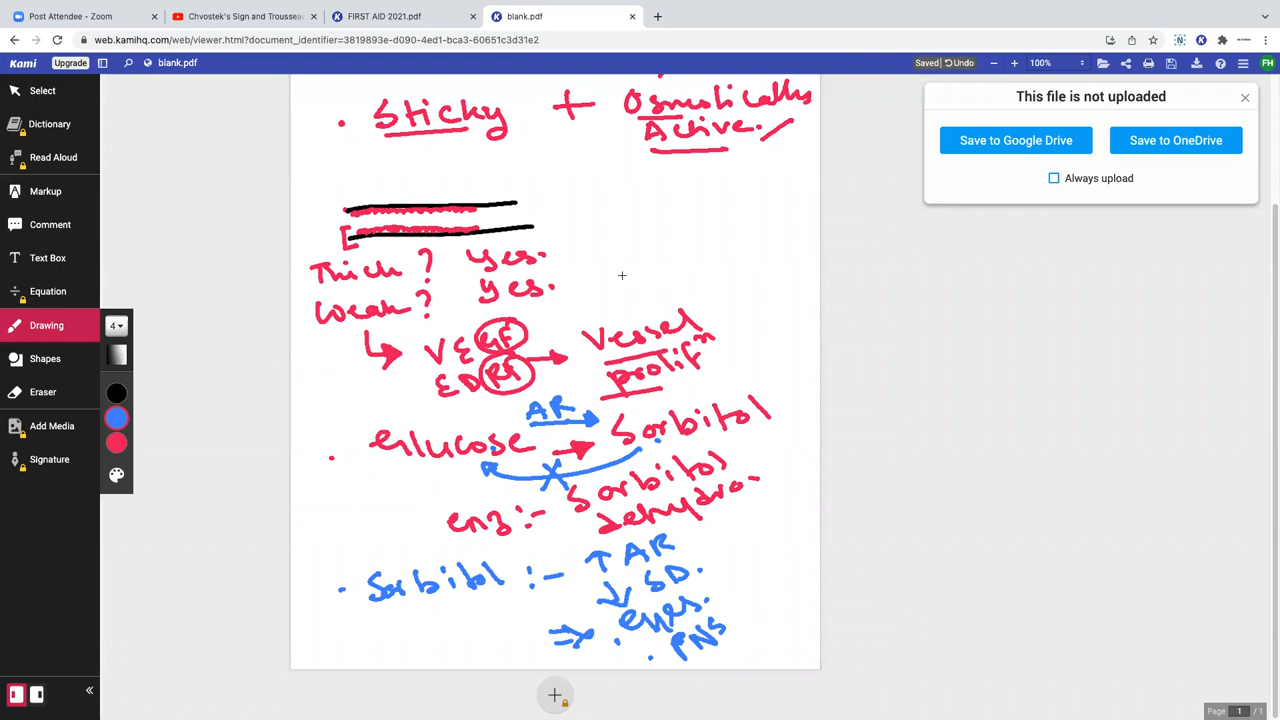 Post Attendee - Zoom
Chvostek's Sign and Trousseau
FIRST AID 2021.pdf
blank.pdf
web.kamihq.com/web/viewer.html?document_identifier=3819893e-d090-4ed1-bca3-60651c3d31e2
Kami
Upgrade
blank.pdf
Saved
Undo
100%
FH
Select
Dictionary
Read Aloud
Markup
Comment
Text Box
Equation
Drawing
Shapes
Eraser
Add Media
Signature
4
This file is not uploaded
Save to Google Drive
Save to OneDrive
Always upload
. Sticky + Osmotically
Active.
Thick ? Yes.
Weak ? Yes.
VEGF → Vessel
EDRF prolifn
AR
. Glucose → Sorbitol
enz :- Sorbitol
dehydro-
. Sorbitol :- ↑ AR
↓ SD.
⇒ . eyes.
. PNS
Page: 1 / 1